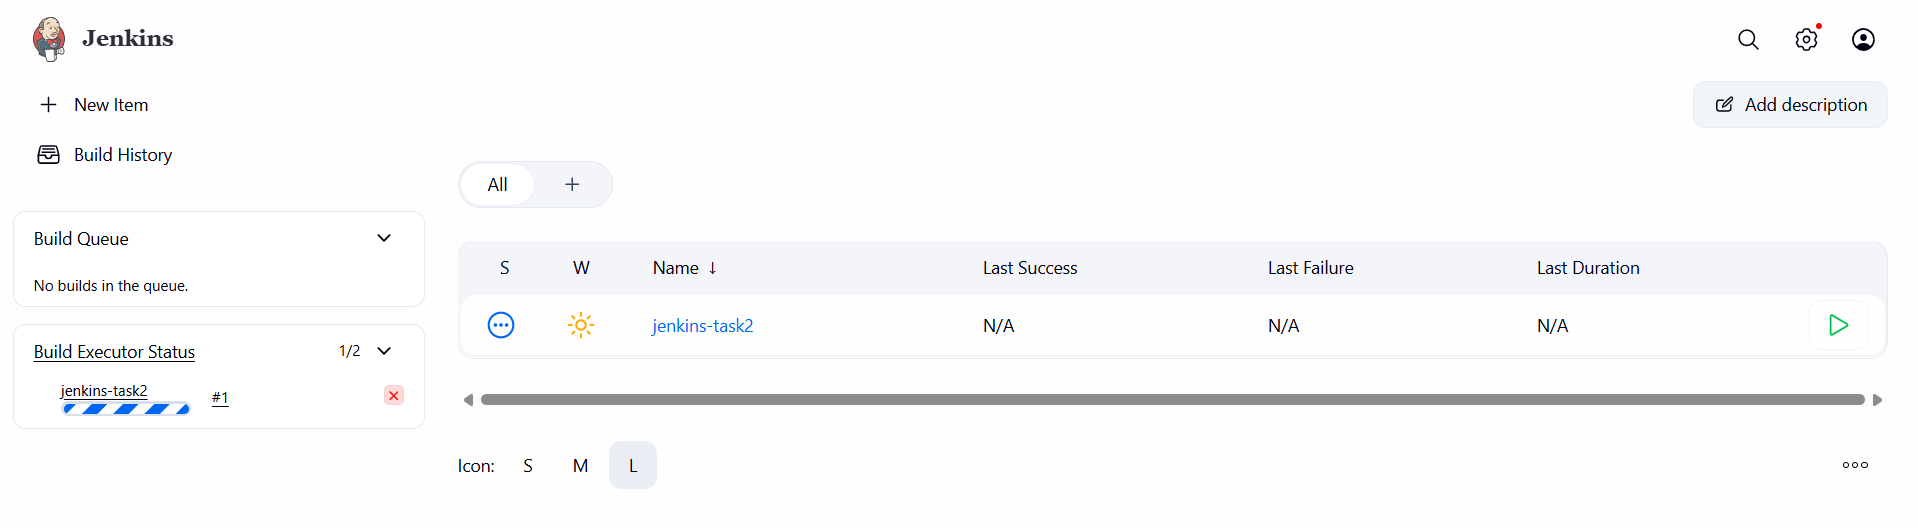 Jenkins
New Item
Build History
Add description
All +
Build Queue
No builds in the queue.
Build Executor Status 1/2
jenkins-task2 #1
S W Name ↓ Last Success Last Failure Last Duration
jenkins-task2 N/A N/A N/A
Icon: S M L